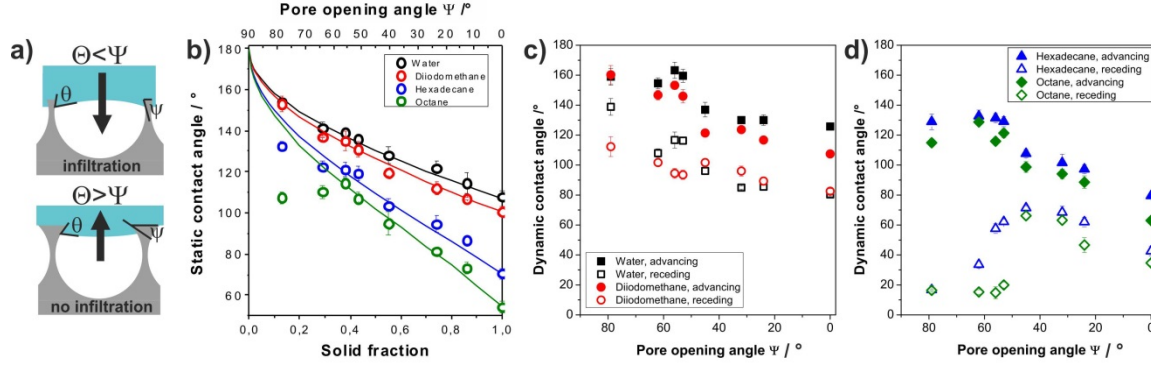 a)
Θ<Ψ
θ
Ψ
infiltration
Θ>Ψ
θ
Ψ
no infiltration
b)
Pore opening angle Ψ /°
90 80 70 60 50 40 30 20 10 0
Static contact angle / °
180
160
140
120
100
80
60
Water
Diiodomethane
Hexadecane
Octane
0,0 0,2 0,4 0,6 0,8 1,0
Solid fraction
c)
Dynamic contact angle /°
180
160
140
120
100
80
60
40
20
0
Water, advancing
Water, receding
Diiodomethane, advancing
Diiodomethane, receding
80 60 40 20 0
Pore opening angle Ψ / °
d)
Dynamic contact angle /°
180
160
140
120
100
80
60
40
20
0
Hexadecane, advancing
Hexadecane, receding
Octane, advancing
Octane, receding
80 60 40 20 0
Pore opening angle Ψ / °